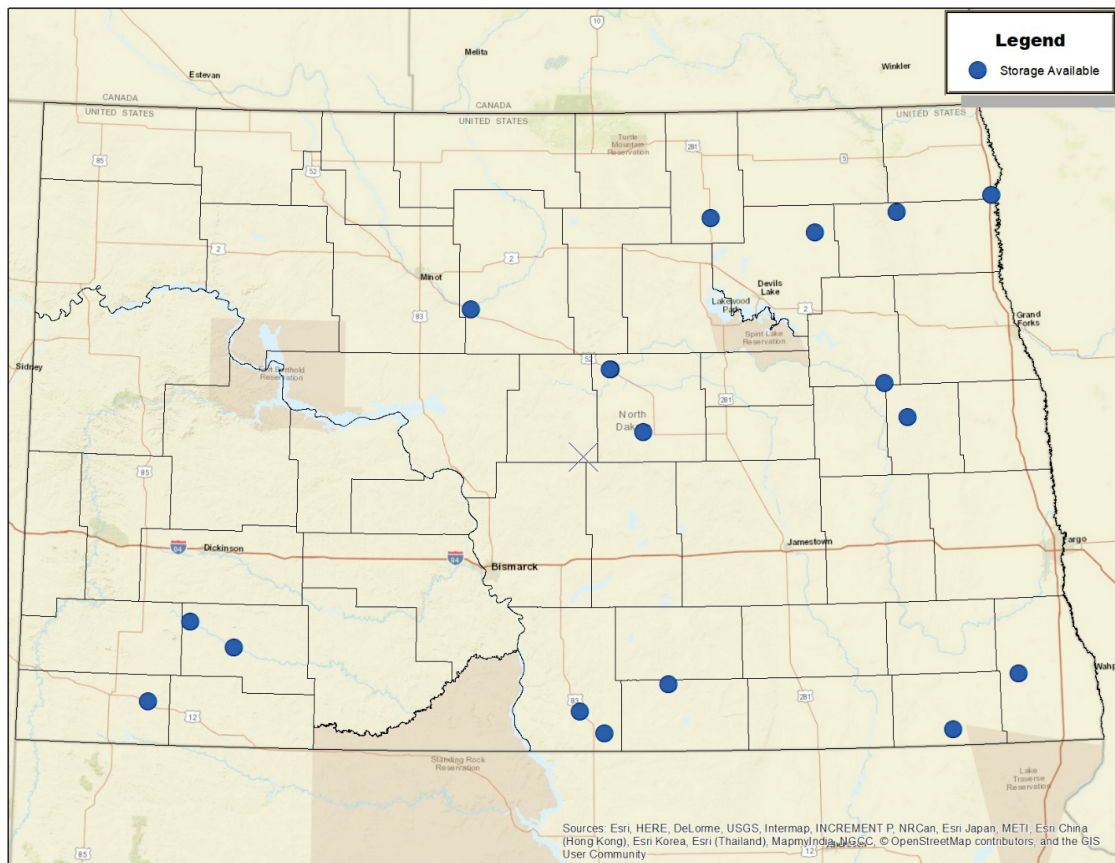 Legend
Storage Available
10
Melita
Estevan
Winkler
CANADA
UNITED STATES
CANADA
UNITED STATES
UNITED STATES
Turtle
Mountain
Reservation
281
85
52
5
2
2
Minot
Devils
Lake
Lakewood
Park
2
Grand
Forks
83
Spirit Lake
Reservation
52
Sidney
Fort Berthold
Reservation
281
North
85
94
Dickinson
94
Bismarck
Jamestown
Fargo
83
281
12
Standing Rock
Reservation
Lake
Traverse
Reservation
Sources: Esri, HERE, DeLorme, USGS, Intermap, INCREMENT P, NRCan, Esri Japan, METI, Esri China
(Hong Kong), Esri Korea, Esri (Thailand), MapmyIndia, NGCC, © OpenStreetMap contributors, and the GIS
User Community
12